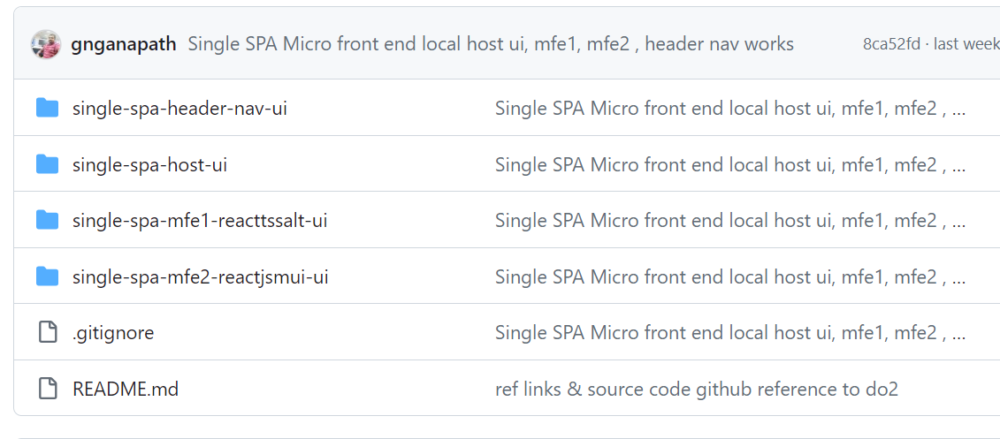 gnganapath Single SPA Micro front end local host ui, mfe1, mfe2 , header nav works 8ca52fd · last week
single-spa-header-nav-ui Single SPA Micro front end local host ui, mfe1, mfe2 , ...
single-spa-host-ui Single SPA Micro front end local host ui, mfe1, mfe2 , ...
single-spa-mfe1-reacttssalt-ui Single SPA Micro front end local host ui, mfe1, mfe2 , ...
single-spa-mfe2-reactjsmui-ui Single SPA Micro front end local host ui, mfe1, mfe2 , ...
.gitignore Single SPA Micro front end local host ui, mfe1, mfe2 , ...
README.md ref links & source code github reference to do2